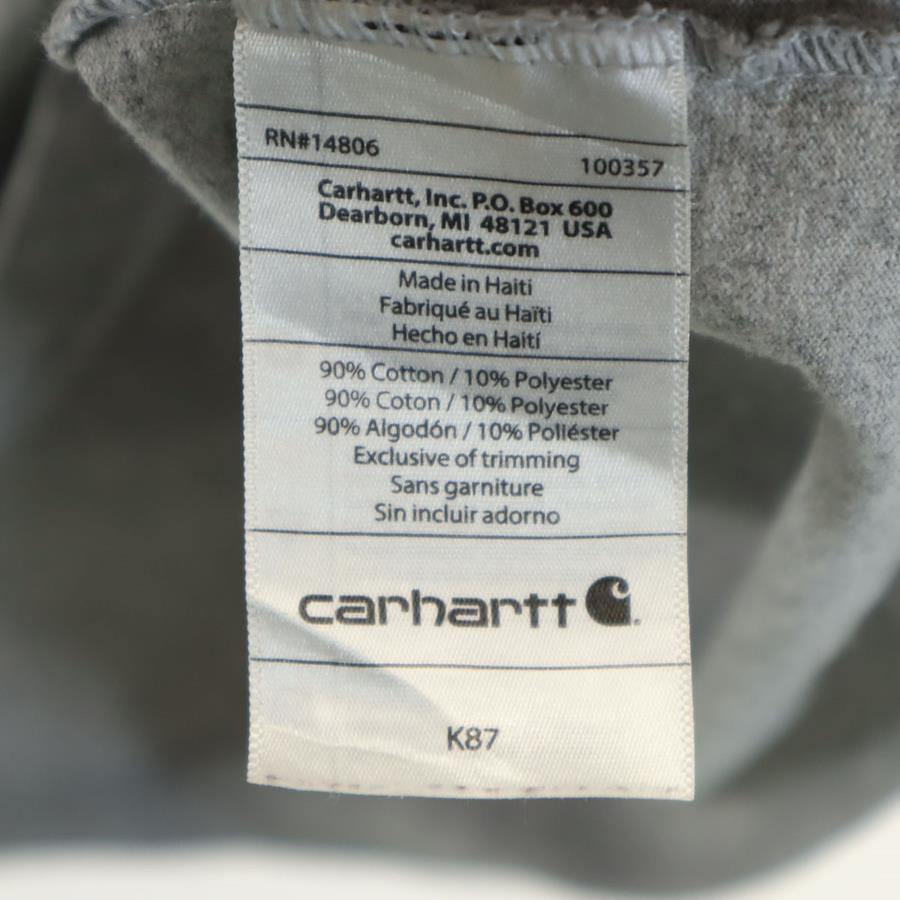 RN#14806
100357
Carhartt, Inc. P.O. Box 600
Dearborn, MI 48121 USA
carhartt.com
Made in Haiti
Fabriqué au Haïti
Hecho en Haití
90% Cotton / 10% Polyester
90% Coton / 10% Polyester
90% Algodón / 10% Poliéster
Exclusive of trimming
Sans garniture
Sin incluir adorno
carhartt
K87